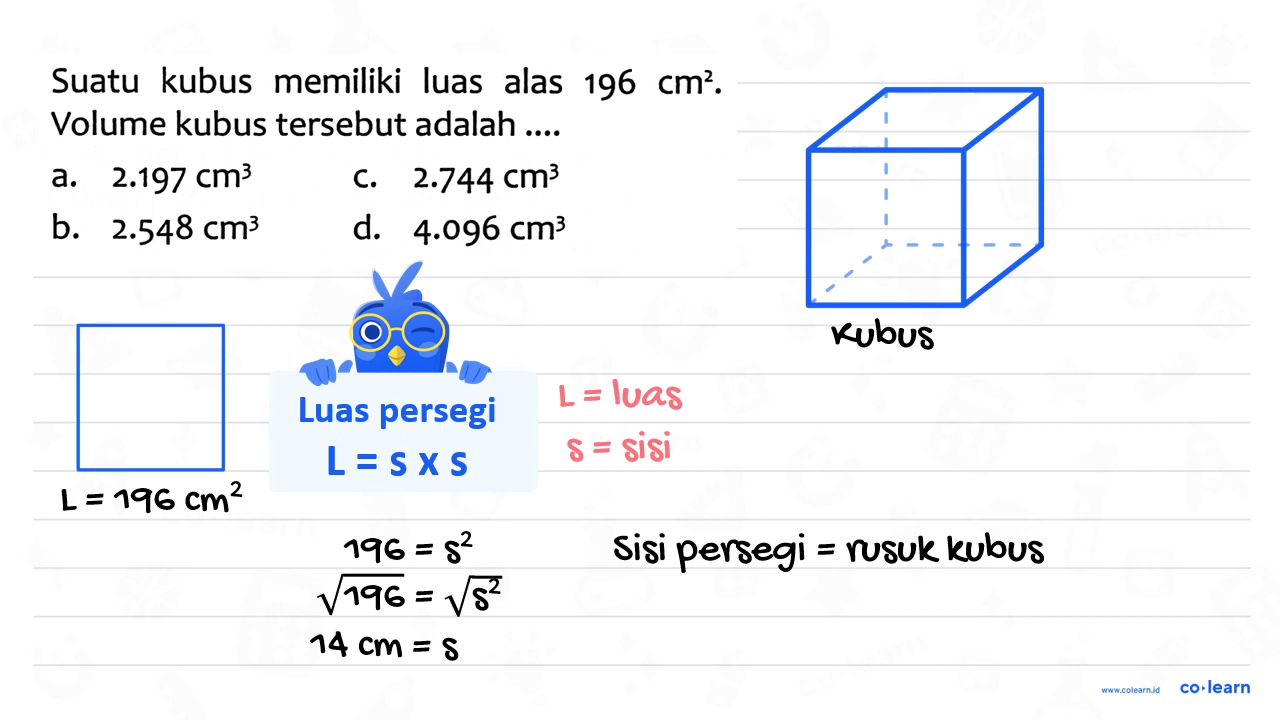 Suatu kubus memiliki luas alas 196 cm².
Volume kubus tersebut adalah ....
a. 2.197 cm³ c. 2.744 cm³
b. 2.548 cm³ d. 4.096 cm³
Kubus
Luas persegi
L = s x s
L = luas
s = sisi
L = 196 cm²
196 = s²
√196 = √s²
14 cm = s
Sisi persegi = rusuk kubus
www.colearn.id
co·learn